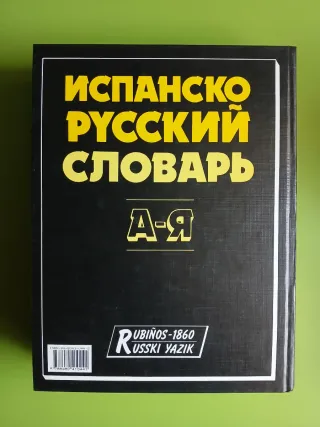 ИСПАНСКО
РУССКИЙ
СЛОВАРЬ
А-Я
RUBIÑOS-1860
RUSSKI YAZIK